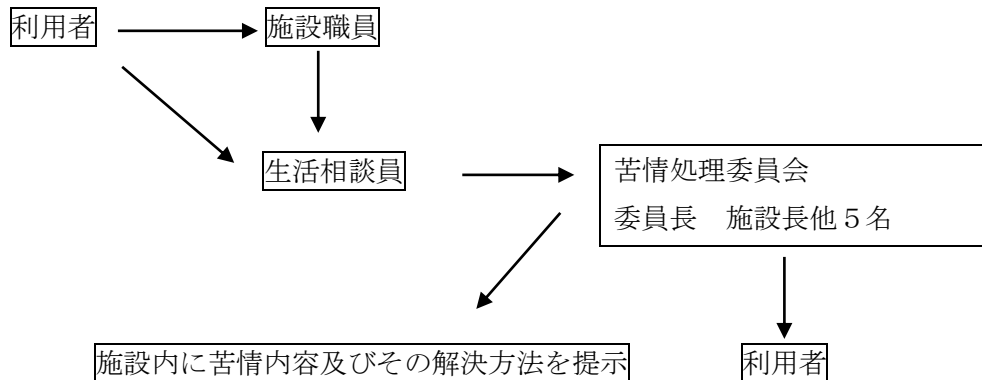 利用者
施設職員
生活相談員
苦情処理委員会
委員長　施設長他５名
施設内に苦情内容及びその解決方法を提示
利用者